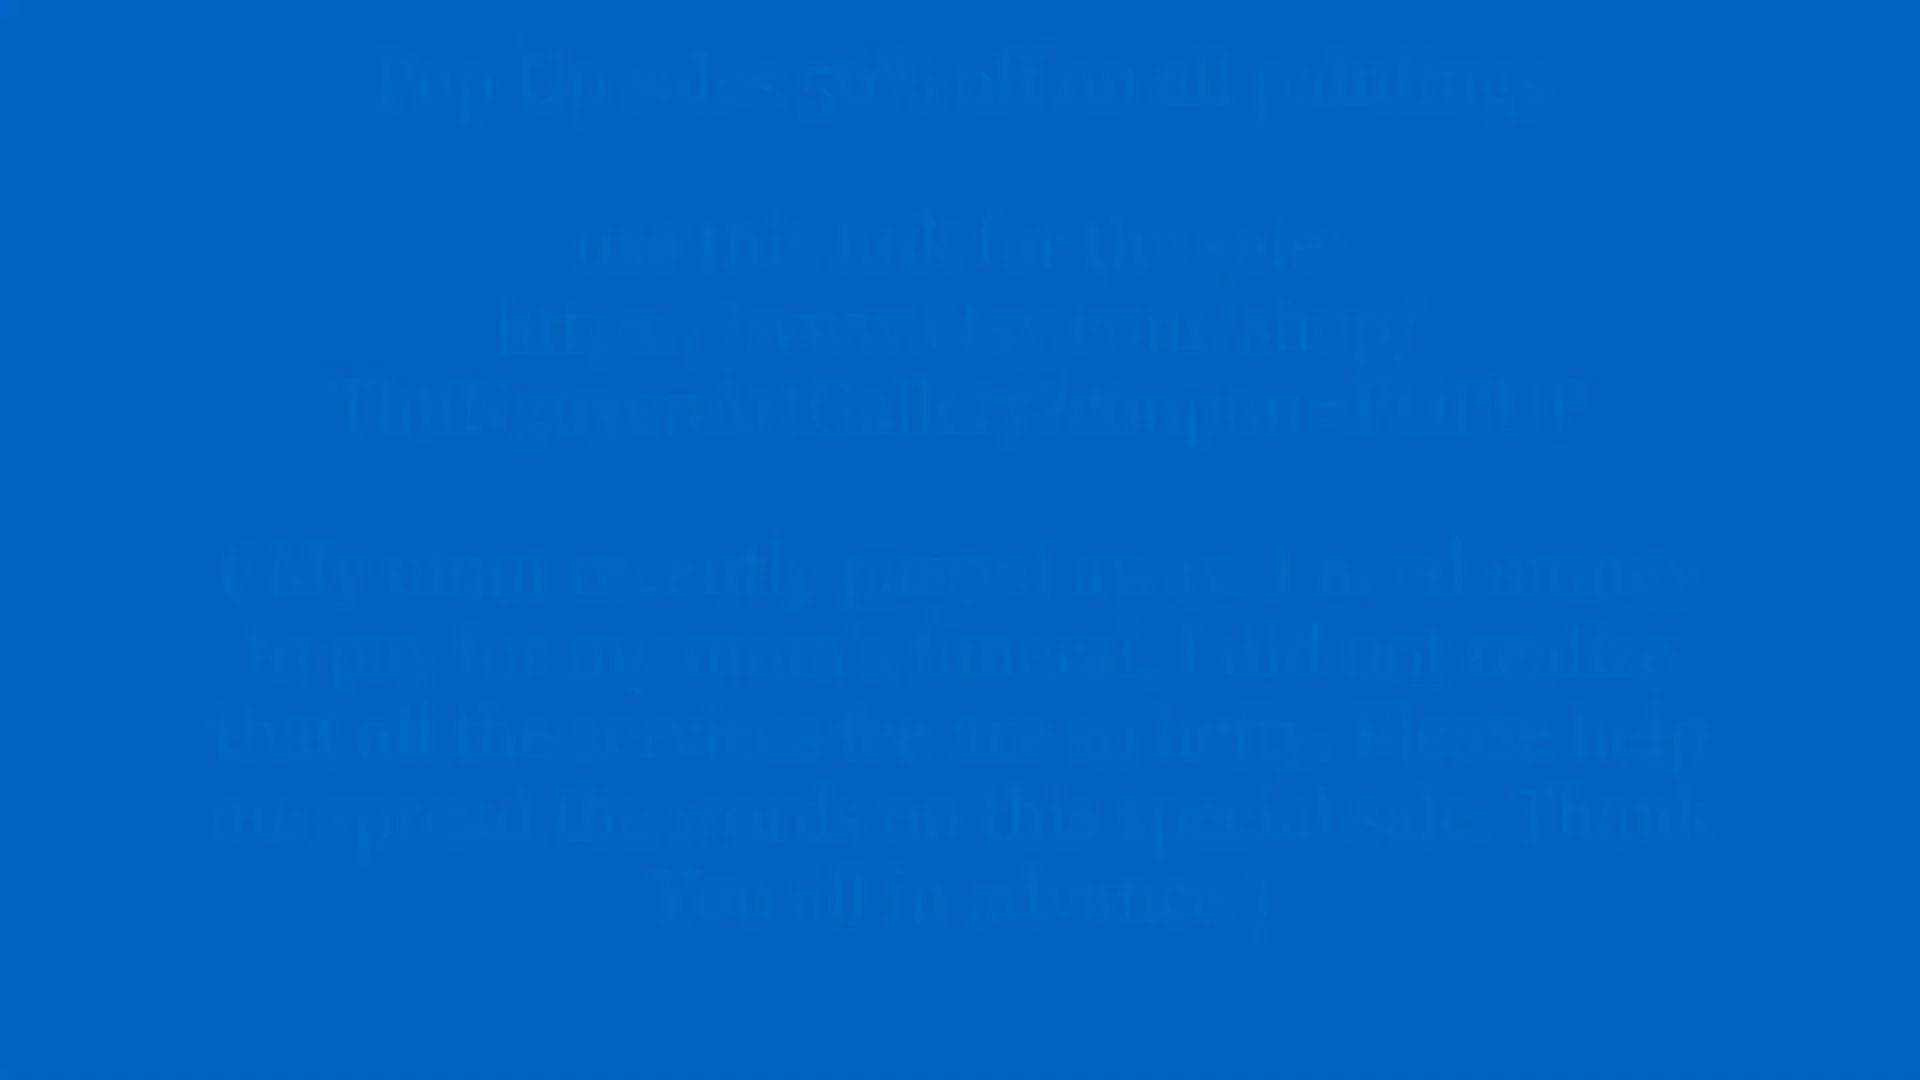 Pop Up sales 50% off on all paintings
use this link for the sale:
https://www.etsy.com/shop/
ThuNguyenArtGallery?coupon=POPUP
( My mom recently passed away. I need money
to pay for my mom's funeral, I did not realize
that all the services fee are so hefty. Please help
me spread the words on this special sale. Thank
You all in advance )